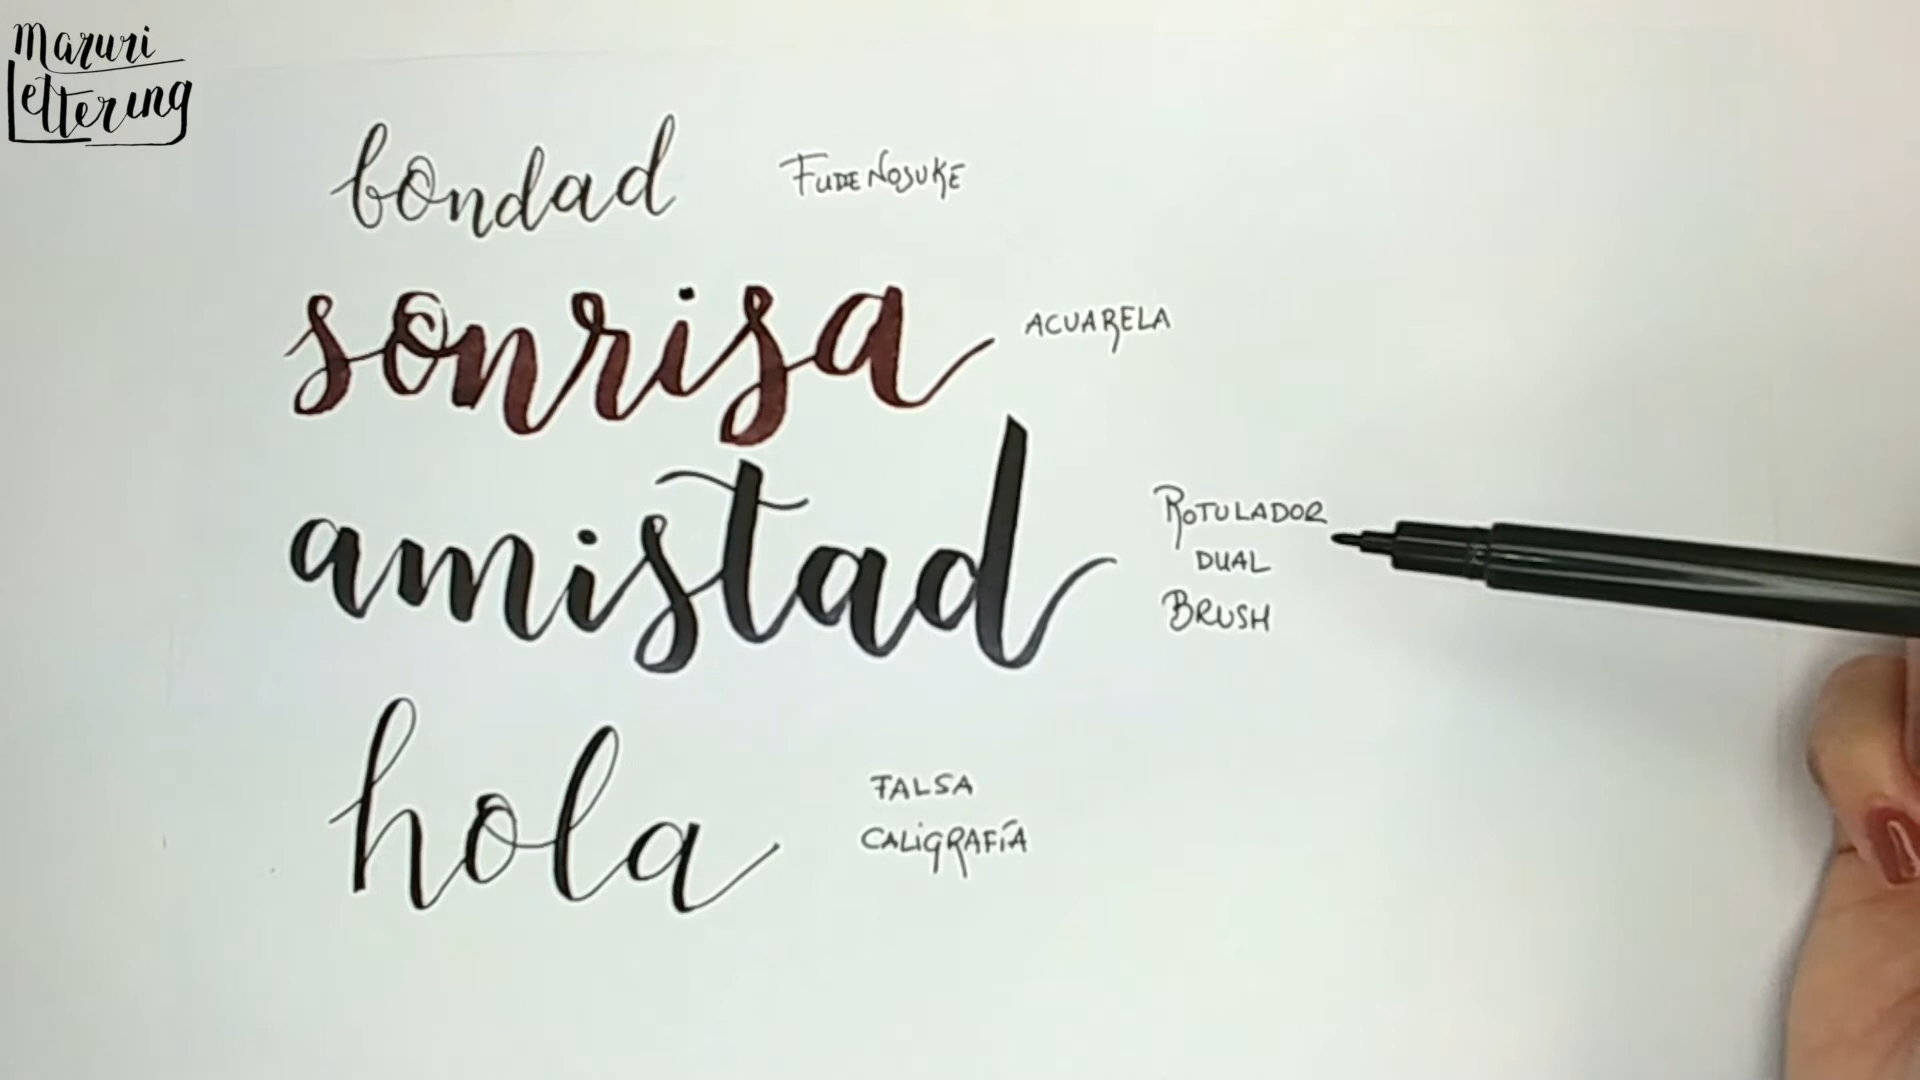 maruri
Lettering
bondad FUDENOSUKE
sonrisa ACUARELA
amistad ROTULADOR
DUAL
BRUSH
hola FALSA
CALiGRAFÍA